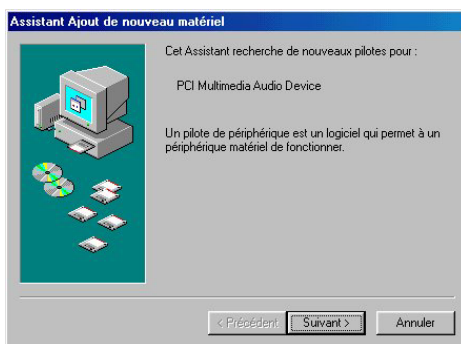 Assistant Ajout de nouveau matériel
Cet Assistant recherche de nouveaux pilotes pour :
PCI Multimedia Audio Device
Un pilote de périphérique est un logiciel qui permet à un
périphérique matériel de fonctionner.
< Précédent
Suivant >
Annuler